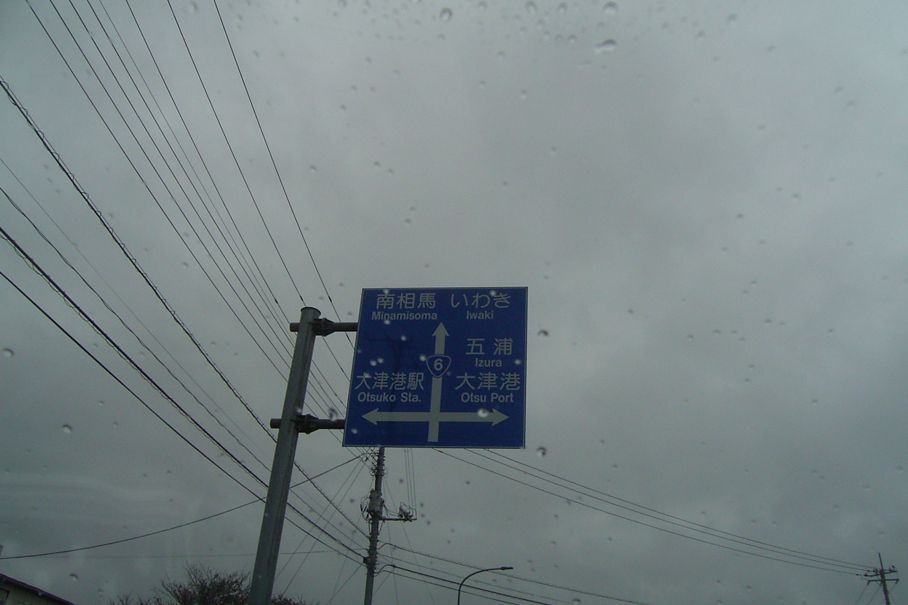 南相馬 いわき
Minamisoma Iwaki
6
五浦
Izura
大津港駅 大津港
Otsuko Sta. Otsu Port